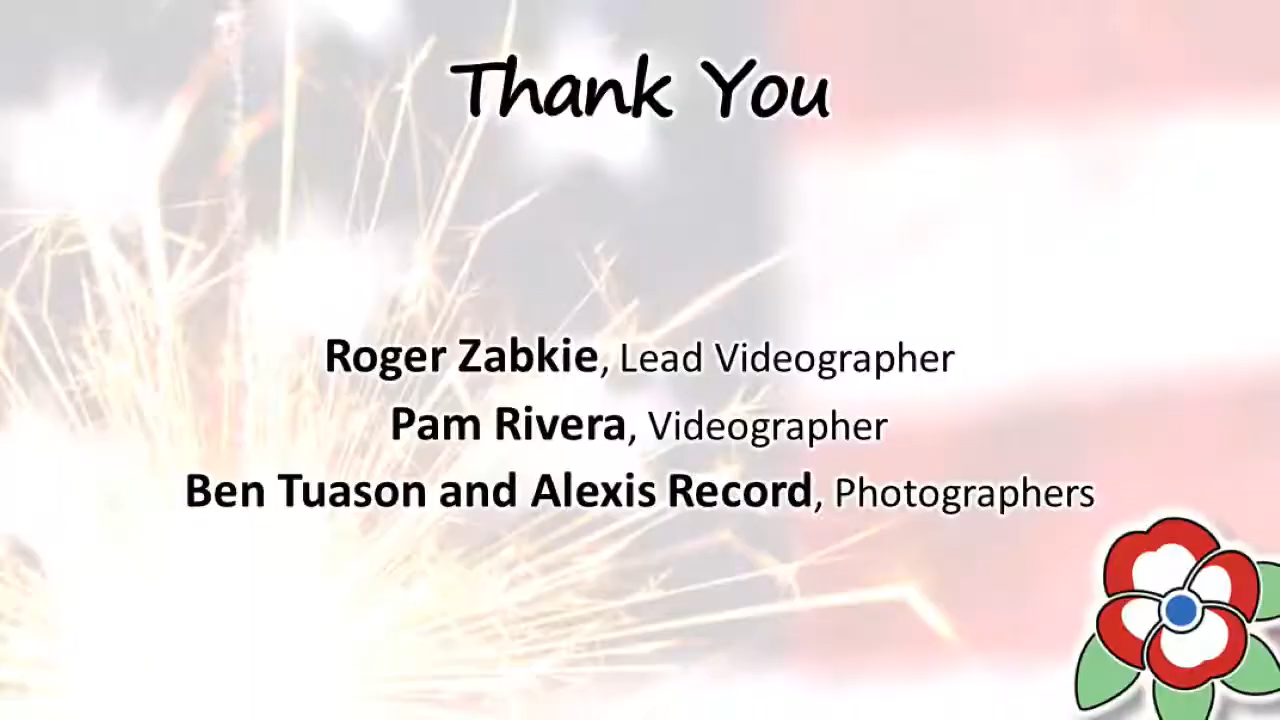 Thank You
Roger Zabkie, Lead Videographer
Pam Rivera, Videographer
Ben Tuason and Alexis Record, Photographers